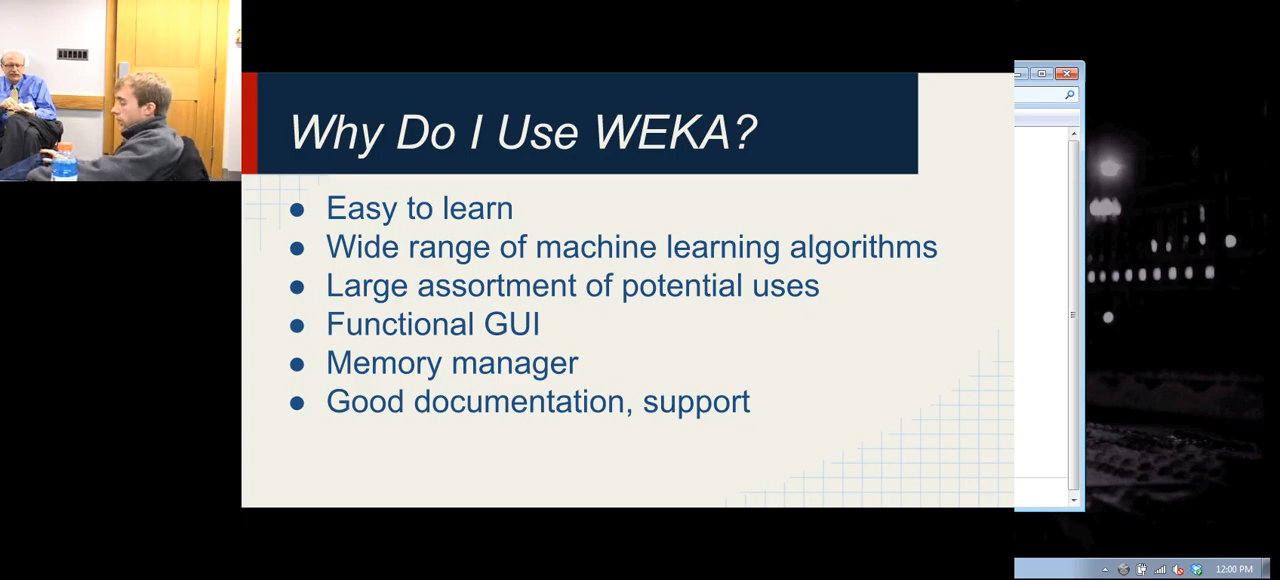 Why Do I Use WEKA?
● Easy to learn
● Wide range of machine learning algorithms
● Large assortment of potential uses
● Functional GUI
● Memory manager
● Good documentation, support
12:00 PM